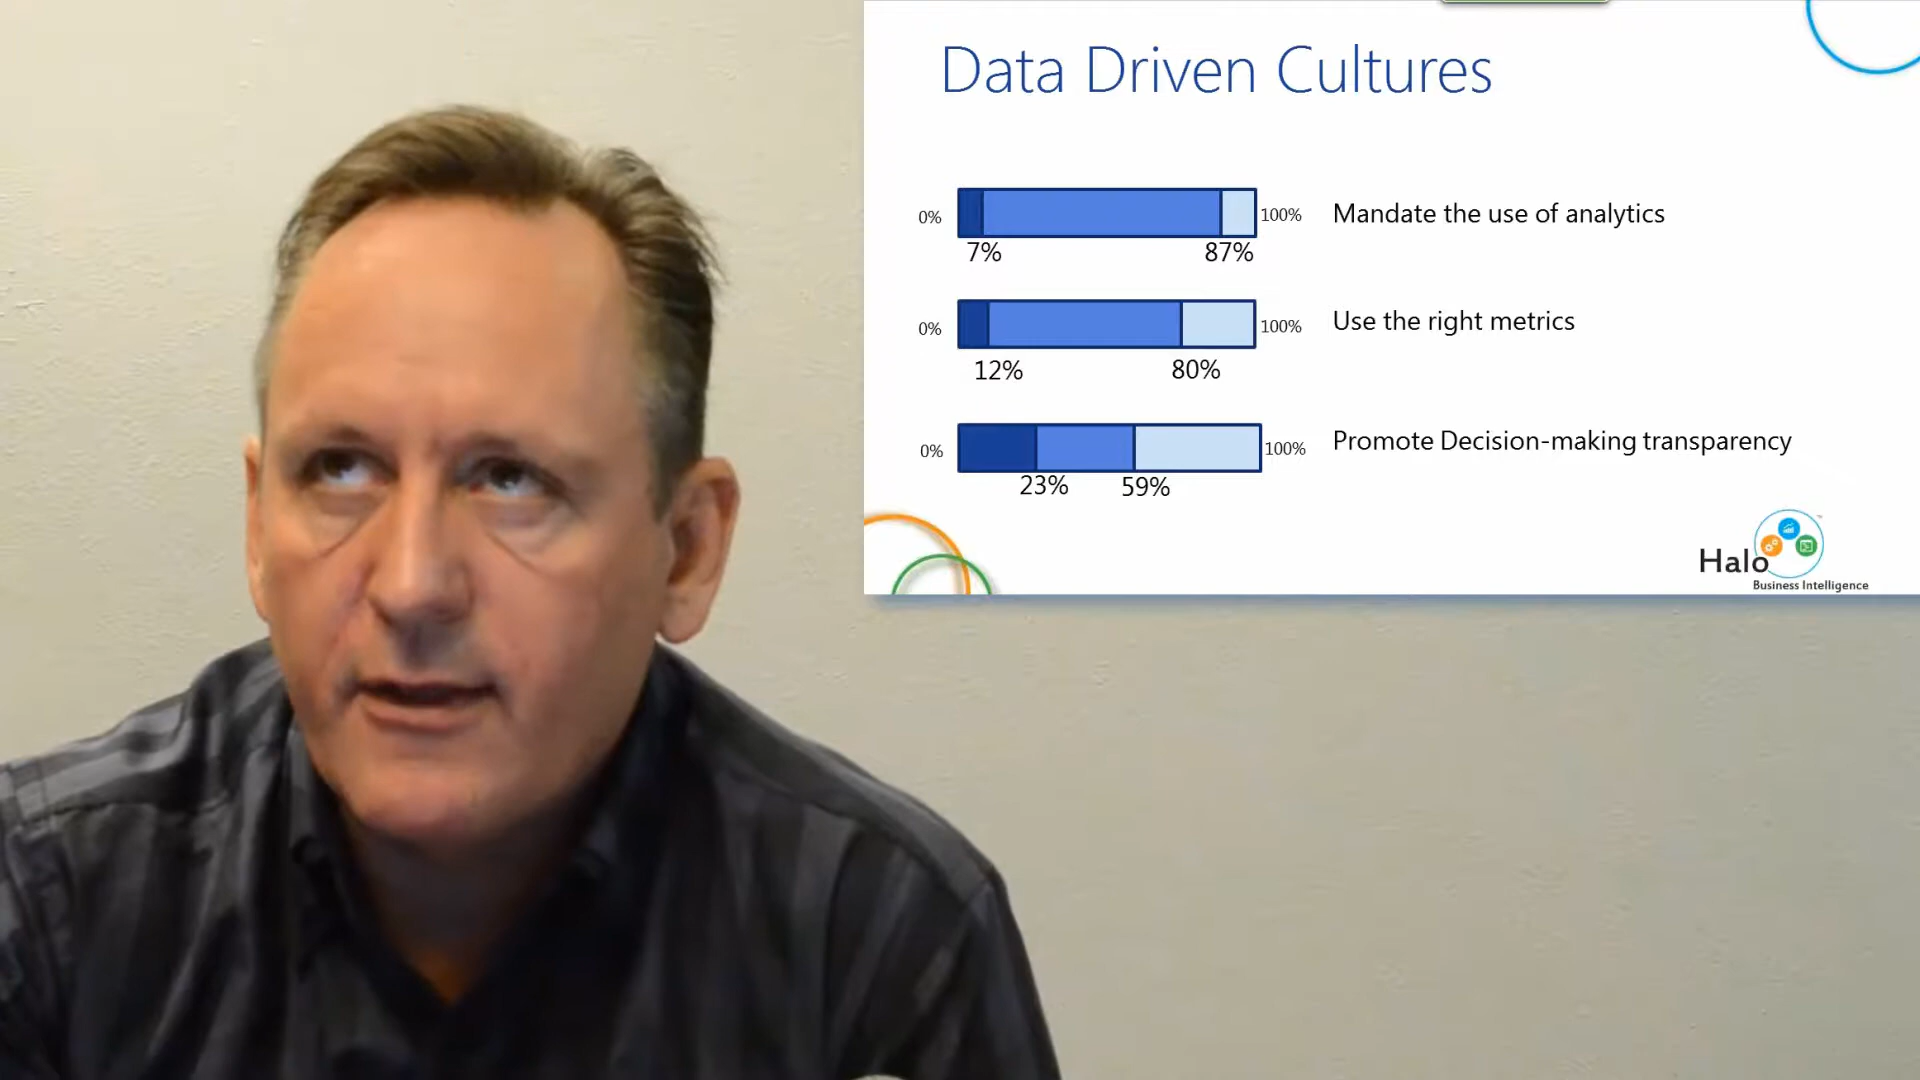 Data Driven Cultures
0% 100% Mandate the use of analytics
7% 87%
0% 100% Use the right metrics
12% 80%
0% 100% Promote Decision-making transparency
23% 59%
Halo
Business Intelligence